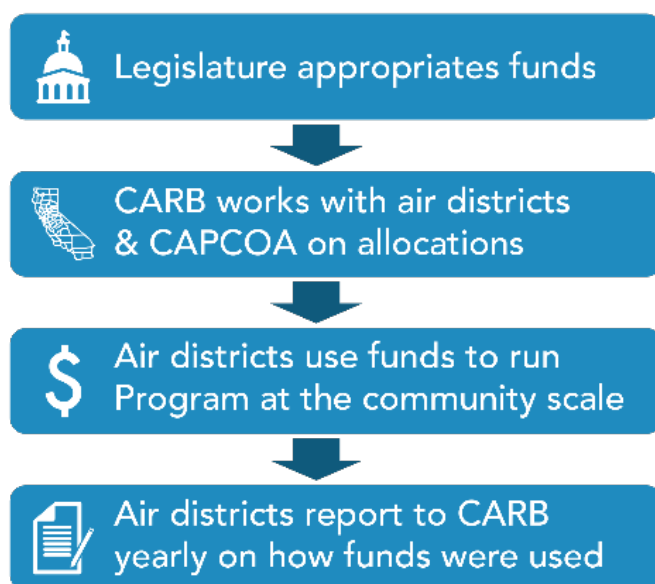 Legislature appropriates funds
CARB works with air districts
& CAPCOA on allocations
$
Air districts use funds to run
Program at the community scale
Air districts report to CARB
yearly on how funds were used